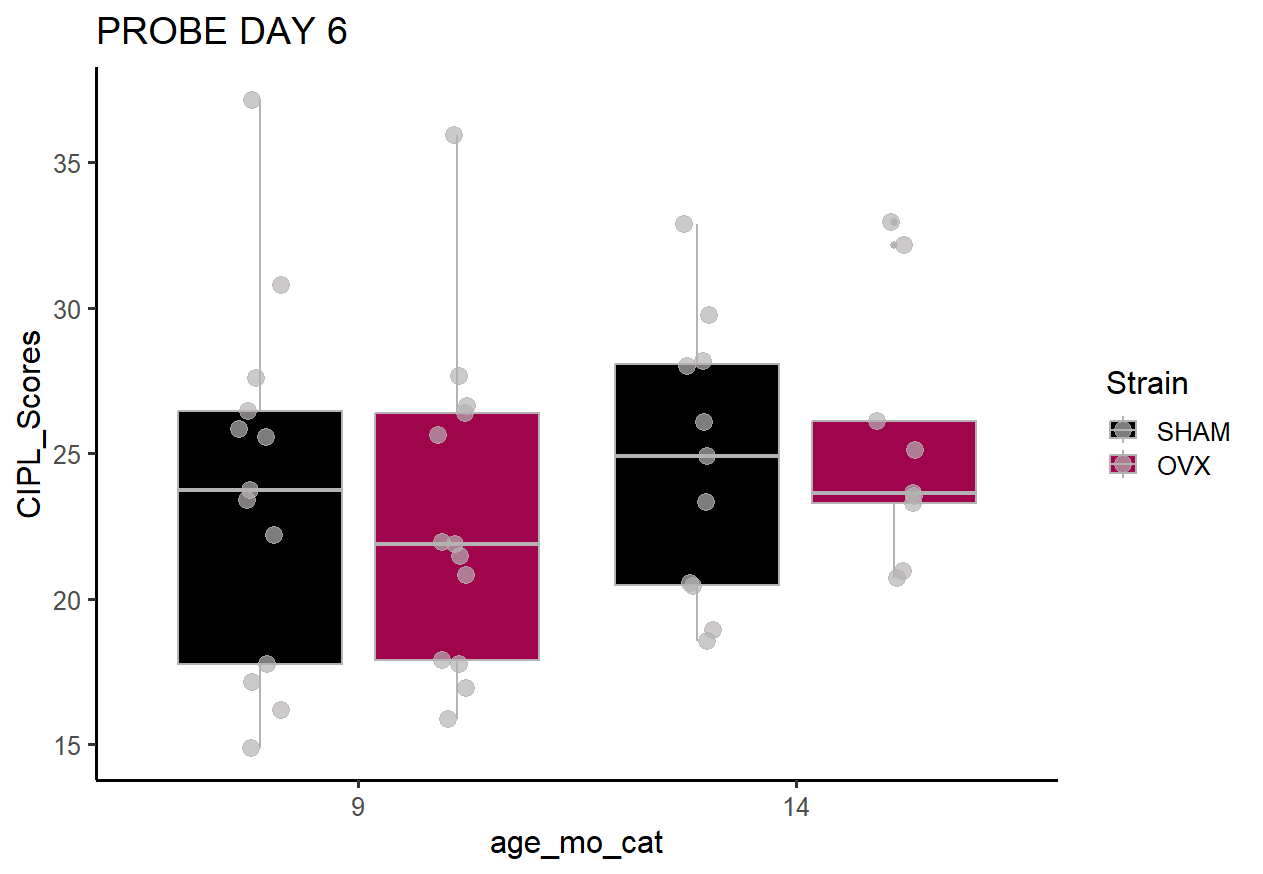 PROBE DAY 6
CIPL_Scores
35
30
25
20
15
9
14
age_mo_cat
Strain
SHAM
OVX